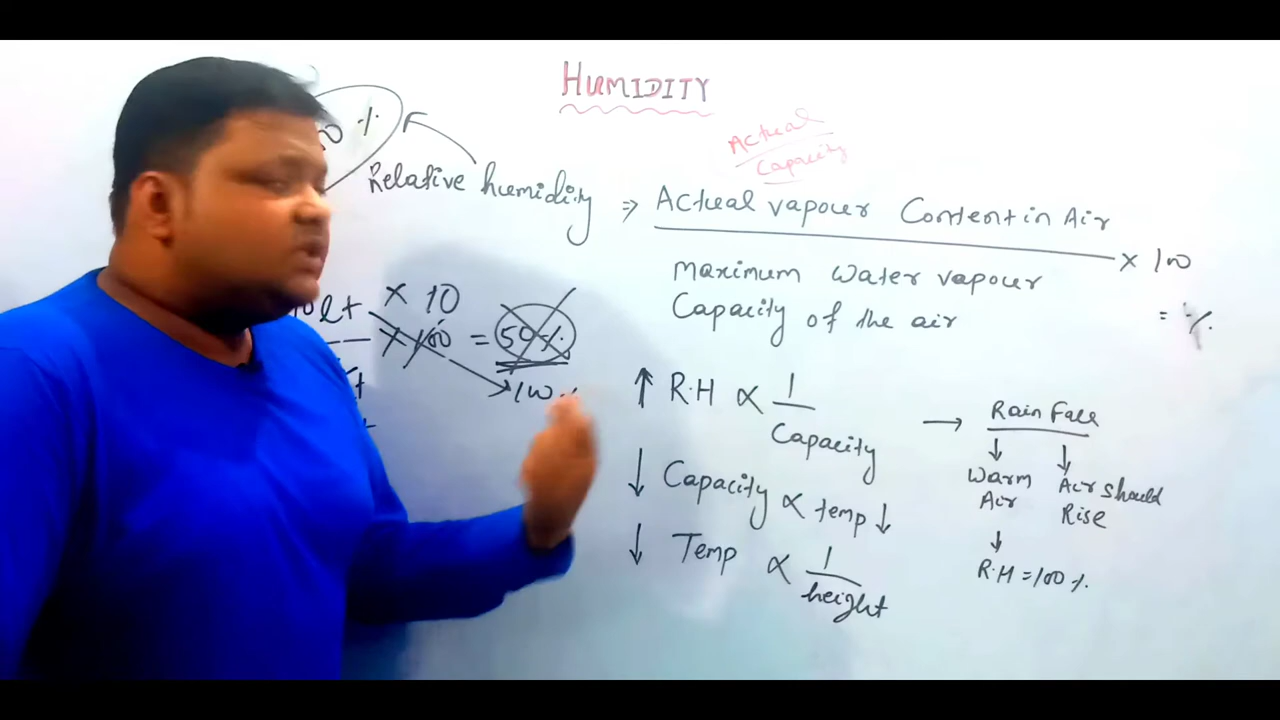 HUMIDITY
Actual
Capacity
%
Relative humidity ⇒ Actual vapour Content in Air
Maximum Water vapour
Capacity of the air
× 100
= %
lt × 10
× 100 = 50%
100%
↑ R.H ∝ 1
Capacity
↓ Capacity ∝ temp ↓
↓ Temp ∝ 1
height
→ Rain Fall
↓ ↓
Warm Air
Air should Rise
↓
R.H = 100%